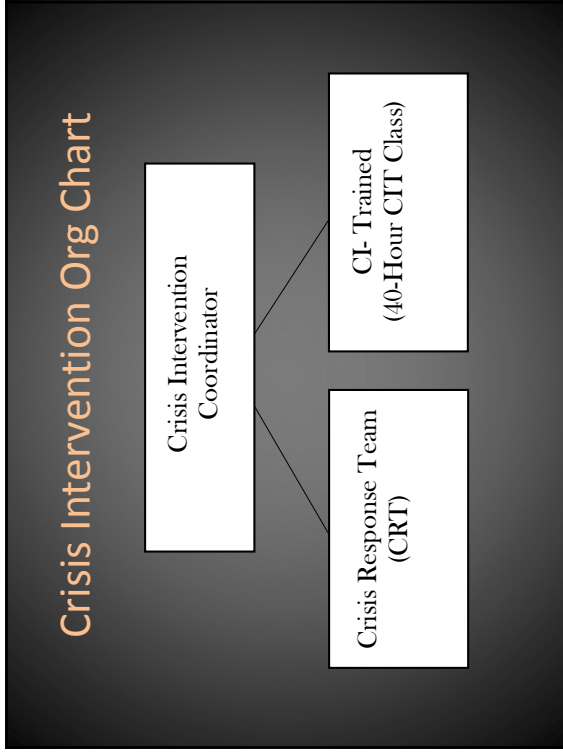 Crisis Intervention Org Chart
Crisis Intervention
Coordinator
Crisis Response Team
(CRT)
CI- Trained
(40-Hour CIT Class)